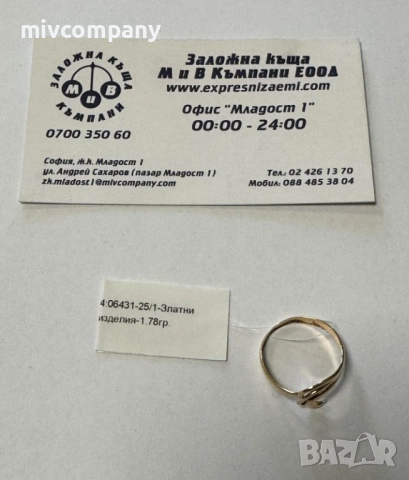 mivcompany
ЗАЛОЖНА КЪЩА
М и В
КЪМПАНИ
0700 350 60
Заложна къща
М и В Къмпани ЕООД
www.expresnizaemi.com
Офис "Младост 1"
00:00 - 24:00
София, ж.к. Младост 1
ул. Андрей Сахаров (пазар Младост 1)
zk.mladost1@mivcompany.com
Тел.: 02 426 13 70
Мобил.: 088 485 38 04
4:06431-25/1-Златни
изделия-1.78гр.
BAZAR